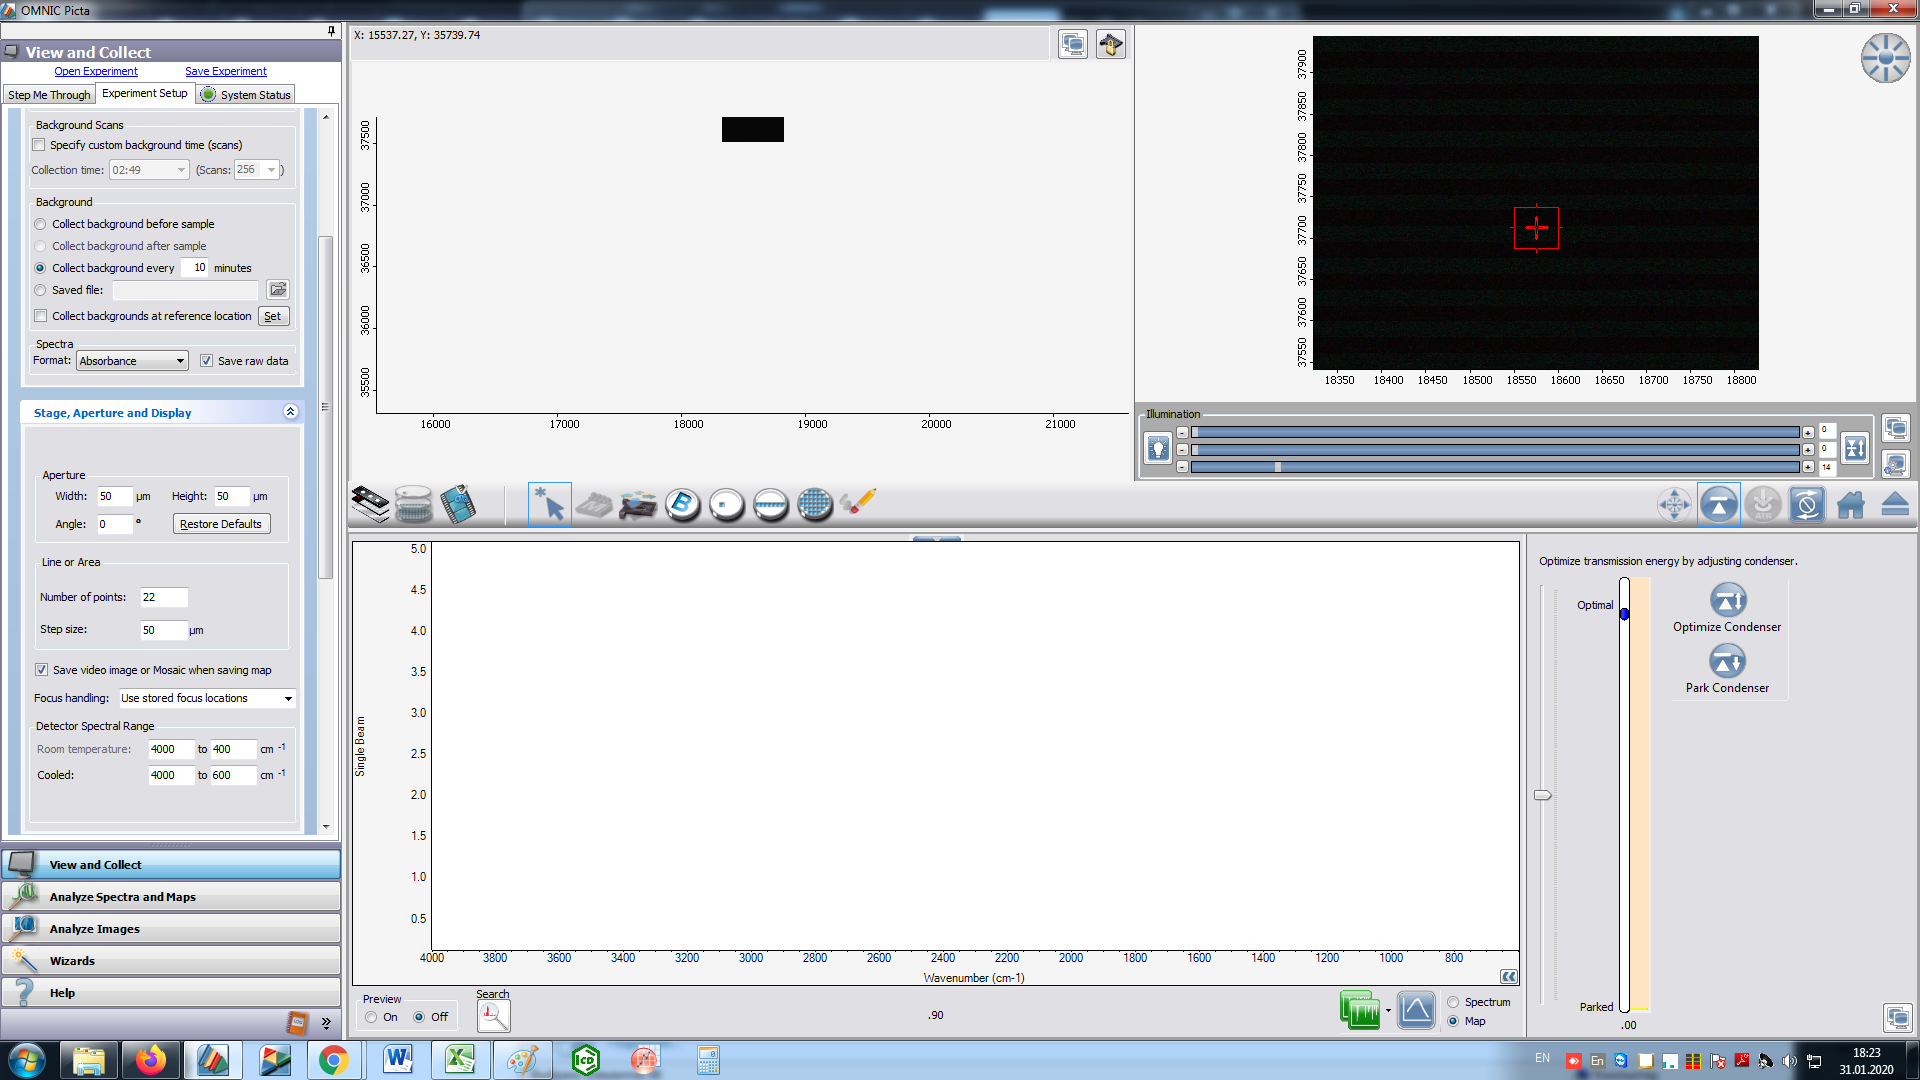 OMNIC Picta
View and Collect
Open Experiment Save Experiment
Step Me Through Experiment Setup System Status
Background Scans
Specify custom background time (scans)
Collection time: 02:49 (Scans: 256 )
Background
Collect background before sample
Collect background after sample
Collect background every 10 minutes
Saved file:
Collect backgrounds at reference location Set
Spectra
Format: Absorbance Save raw data
Stage, Aperture and Display
Aperture
Width: 50 µm Height: 50 µm
Angle: 0 ° Restore Defaults
Line or Area
Number of points: 22
Step size: 50 µm
Save video image or Mosaic when saving map
Focus handling: Use stored focus locations
Detector Spectral Range
Room temperature: 4000 to 400 cm -1
Cooled: 4000 to 600 cm -1
View and Collect
Analyze Spectra and Maps
Analyze Images
Wizards
Help
X: 15537.27, Y: 35739.74
37500
37000
36500
36000
35500
16000 17000 18000 19000 20000 21000
37900
37850
37800
37750
37700
37650
37600
37550
18350 18400 18450 18500 18550 18600 18650 18700 18750 18800
Illumination
- + 0
- + 0
- + 14
B
ATR
5.0
4.5
4.0
3.5
3.0
2.5
2.0
1.5
1.0
0.5
Single Beam
4000 3800 3600 3400 3200 3000 2800 2600 2400 2200 2000 1800 1600 1400 1200 1000 800
Wavenumber (cm-1)
Preview
On Off
Search
.90
Spectrum
Map
Optimize transmission energy by adjusting condenser.
Optimal
Optimize Condenser
Park Condenser
Parked
.00
ICD
EN En
18:23
31.01.2020